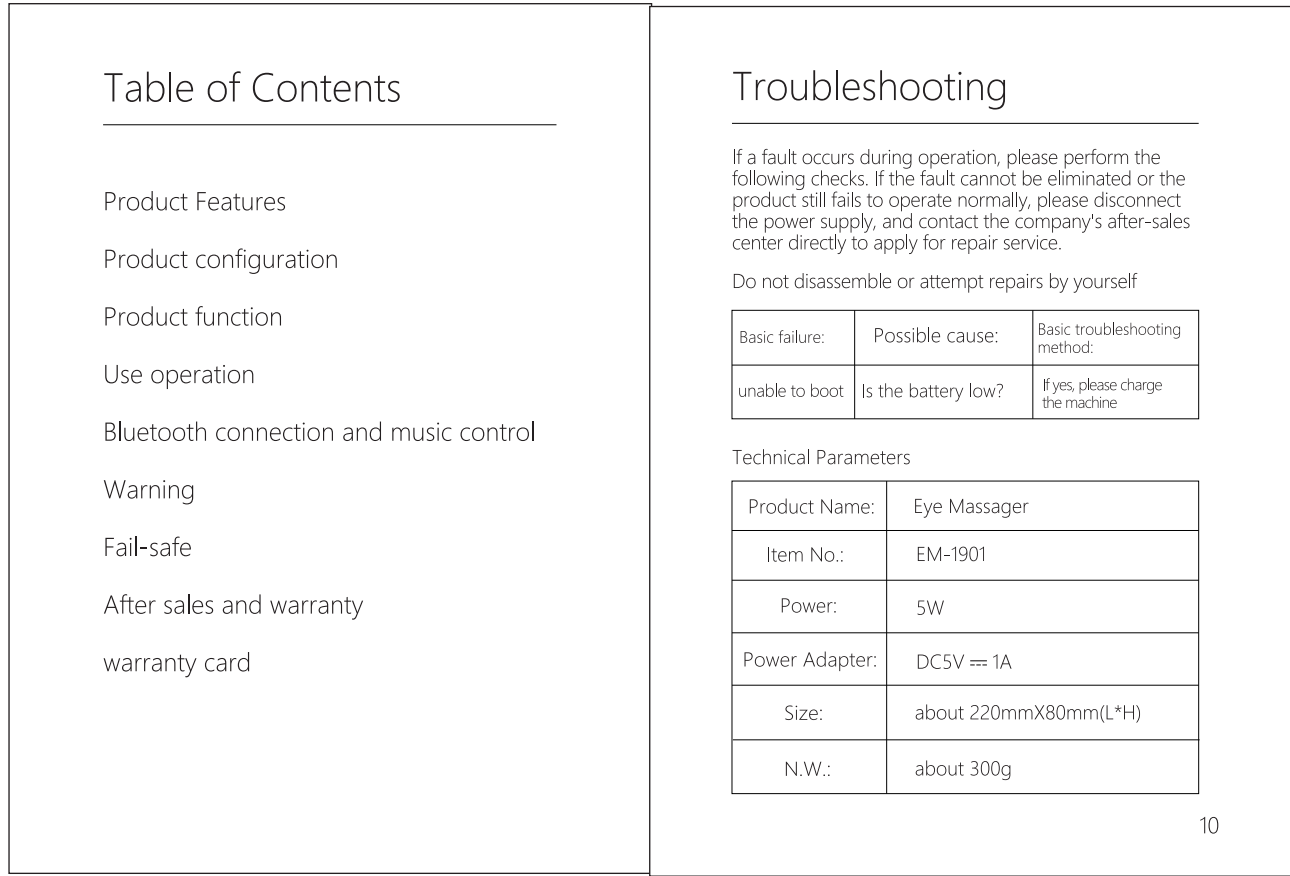 Table of Contents
Product Features
Product configuration
Product function
Use operation
Bluetooth connection and music control
Warning
Fail-safe
After sales and warranty
warranty card
Troubleshooting
If a fault occurs during operation, please perform the
following checks. If the fault cannot be eliminated or the
product still fails to operate normally, please disconnect
the power supply, and contact the company's after-sales
center directly to apply for repair service.
Do not disassemble or attempt repairs by yourself
Basic failure: Possible cause: Basic troubleshooting
method:
unable to boot Is the battery low? If yes, please charge
the machine
Technical Parameters
Product Name: Eye Massager
Item No.: EM-1901
Power: 5W
Power Adapter: DC5V ⎓ 1A
Size: about 220mmX80mm(L*H)
N.W.: about 300g
10